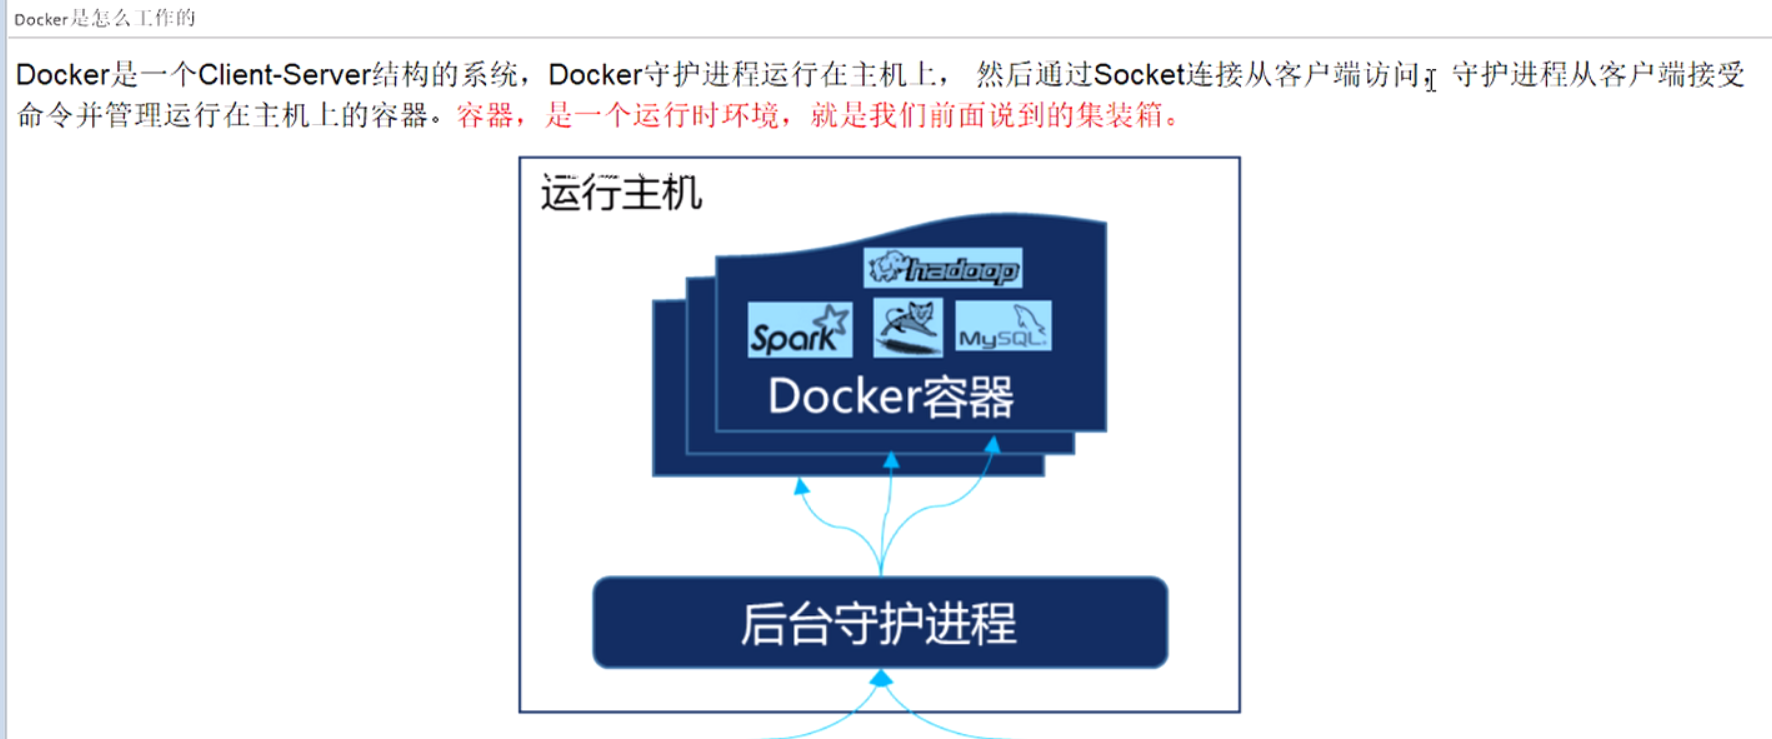 Docker是怎么工作的
Docker是一个Client-Server结构的系统，Docker守护进程运行在主机上， 然后通过Socket连接从客户端访问，守护进程从客户端接受
命令并管理运行在主机上的容器。容器，是一个运行时环境，就是我们前面说到的集装箱。
运行主机
hadoop
Spark
MySQL
Docker容器
后台守护进程